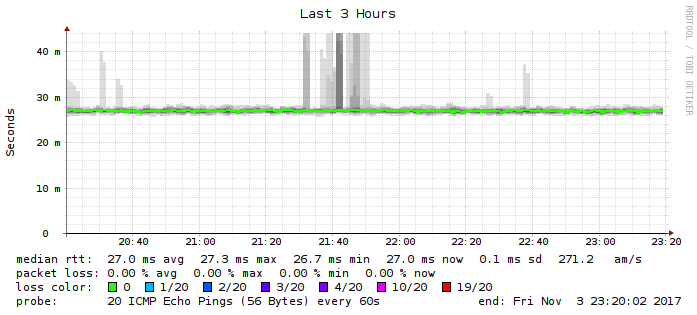 Last 3 Hours
RRDTOOL / TOBI OETIKER
Seconds
40 m
30 m
20 m
10 m
0
20:40 21:00 21:20 21:40 22:00 22:20 22:40 23:00 23:20
median rtt: 27.0 ms avg 27.3 ms max 26.7 ms min 27.0 ms now 0.1 ms sd 271.2 am/s
packet loss: 0.00 % avg 0.00 % max 0.00 % min 0.00 % now
loss color: 0 1/20 2/20 3/20 4/20 10/20 19/20
probe: 20 ICMP Echo Pings (56 Bytes) every 60s end: Fri Nov 3 23:20:02 2017